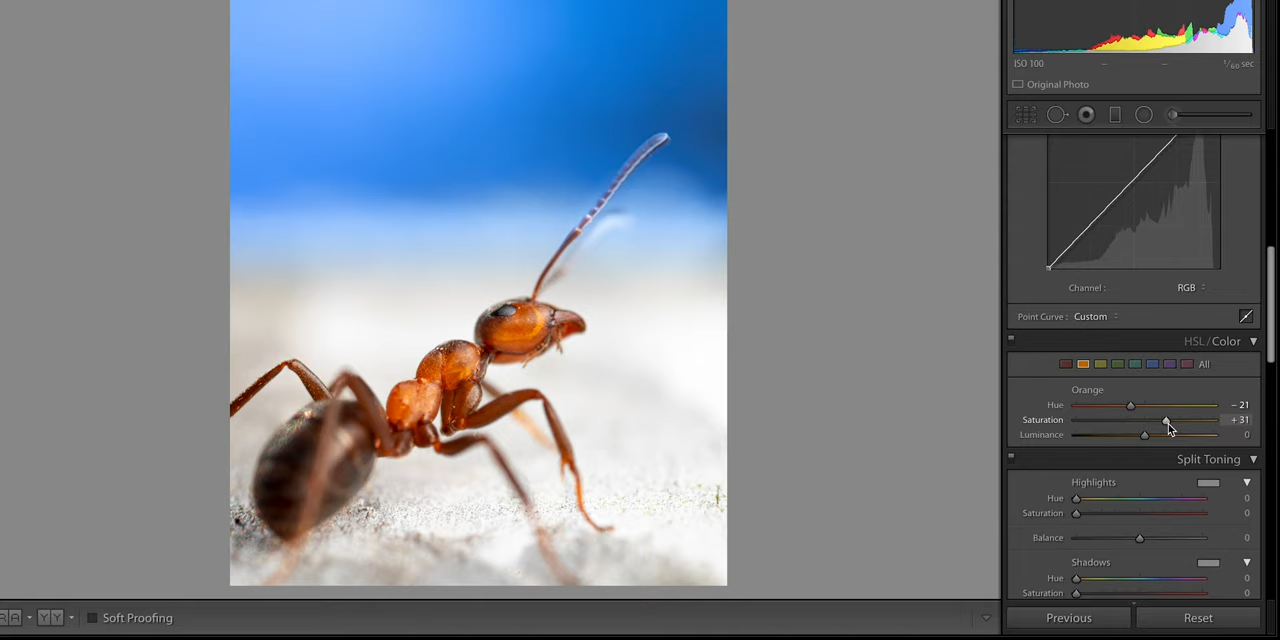 ISO 100 – – 1/60 sec
Original Photo
Channel : RGB
Point Curve : Custom
HSL / Color
All
Orange
Hue – 21
Saturation + 31
Luminance 0
Split Toning
Highlights
Hue 0
Saturation 0
Balance 0
Shadows
Hue 0
Saturation 0
RA YY Soft Proofing
Previous Reset